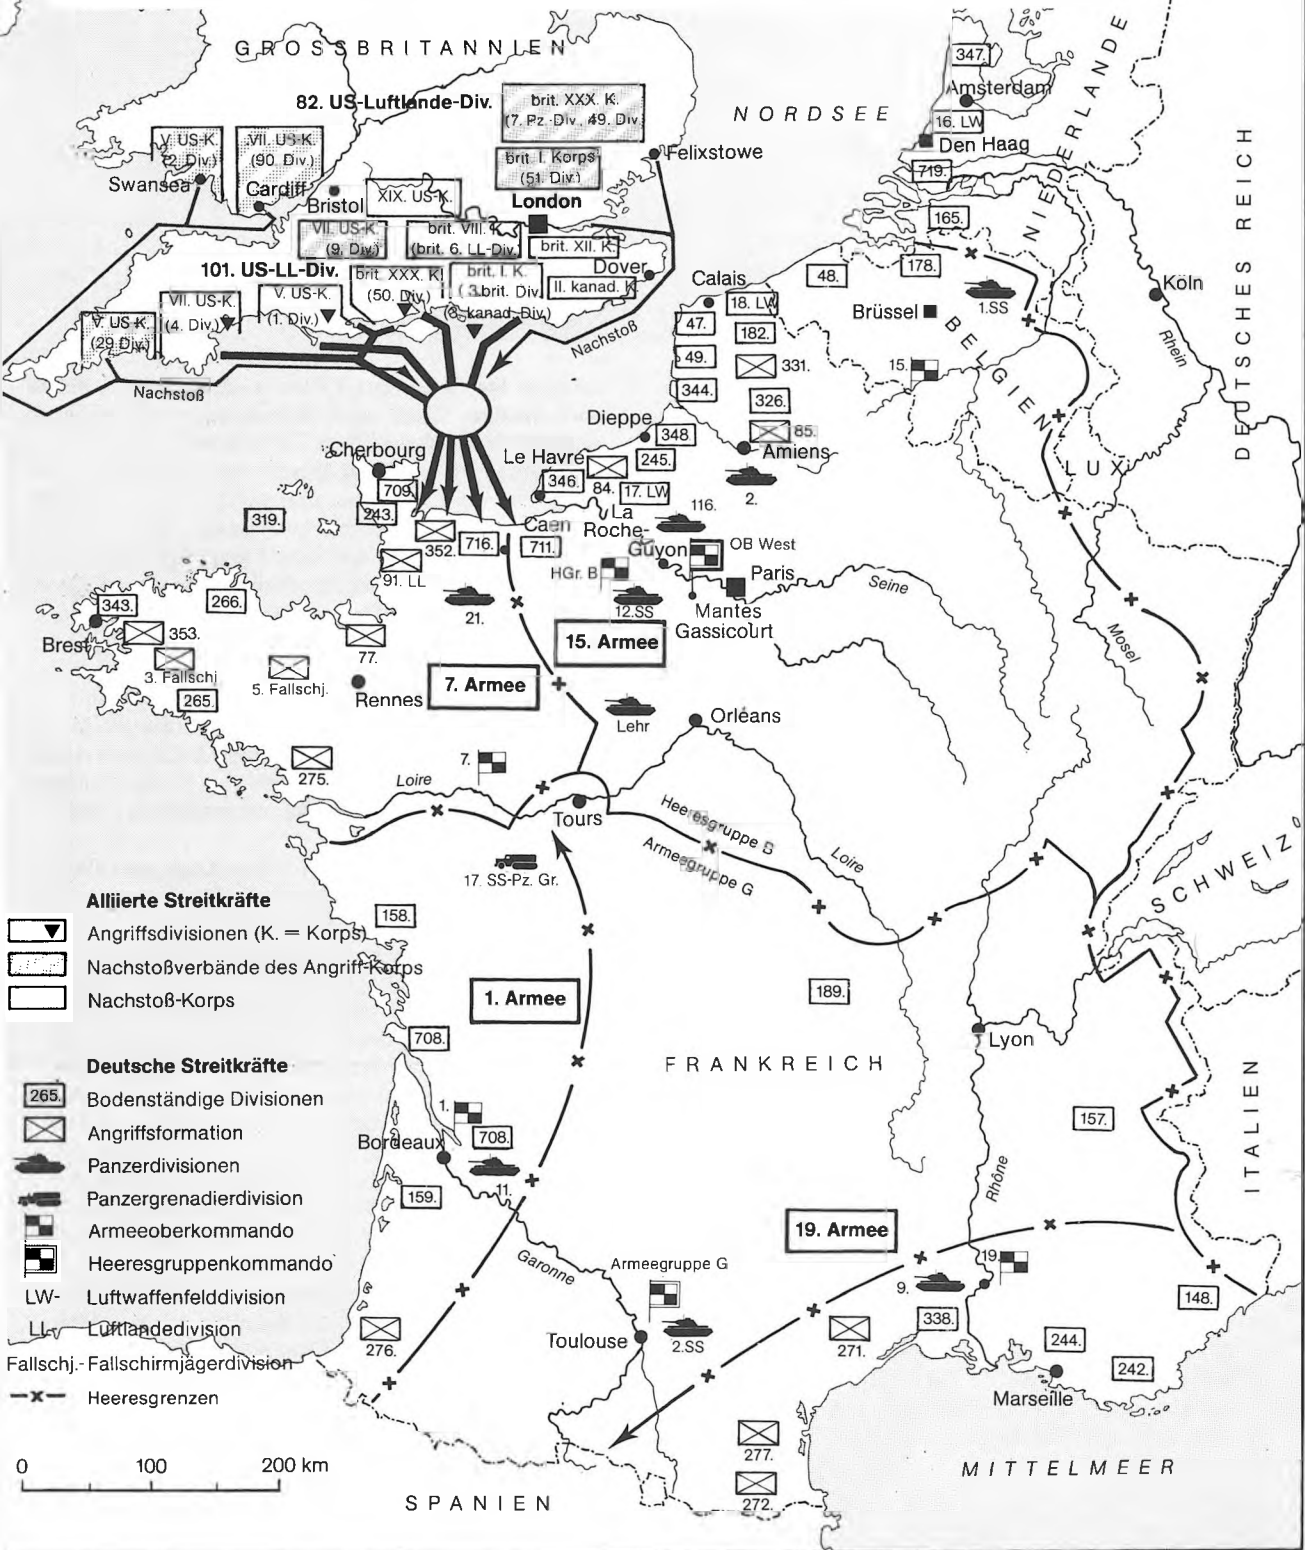 GROSSBRITANNIEN
82. US-Luftlande-Div.
brit. XXX. K.
(7. Pz.-Div., 49. Div.
V. US-K.
(2. Div.)
VII. US-K.
(90. Div.)
brit. I. Korps
(51. Div.)
Felixstowe
Swansea
Cardiff
Bristol
XIX. US-K.
London
VII. US-K.
(9. Div.)
brit. VIII. K.
(brit. 6. LL-Div.
brit. XII. K.
101. US-LL-Div.
brit. XXX. K.
(50. Div.)
brit. I. K.
(3. brit. Div.
(3. kanad. Div.)
II. kanad. K.
Dover
VII. US-K.
(4. Div.)
V. US-K.
(1. Div.)
V. US-K.
(29. Div.)
Nachstoß
Nachstoß
NORDSEE
347.
Amsterdam
16. LW
Den Haag
719.
NIEDERLANDE
165.
178.
48.
1.SS
Köln
Rhein
DEUTSCHES REICH
Calais
18. LW
47.
182.
49.
331.
344.
326.
85.
Brüssel
15.
BELGIEN
LUX
Dieppe
348.
245.
Amiens
2.
Le Havre
346.
84.
17. LW
116.
Cherbourg
709.
243.
319.
352.
716.
Caen
711.
91. LL
La
Roche-
Guyon
HGr. B
OB West
Paris
Seine
Mantes
Gassicourt
12.SS
21.
343.
266.
Brest
353.
3. Fallschj
5. Fallschj.
77.
265.
Rennes
15. Armee
7. Armee
Lehr
Orléans
Mosel
275.
7.
Loire
Tours
17. SS-Pz. Gr.
Heeresgruppe B
Armeegruppe G
Loire
SCHWEIZ
158.
1. Armee
189.
708.
FRANKREICH
Lyon
157.
ITALIEN
1.
Bordeaux
708.
11.
159.
Rhône
19. Armee
Garonne
Armeegruppe G
9.
19.
148.
338.
276.
Toulouse
2.SS
271.
244.
242.
Marseille
277.
272.
MITTELMEER
SPANIEN
Alliierte Streitkräfte
Angriffsdivisionen (K. = Korps)
Nachstoßverbände des Angriff-Korps
Nachstoß-Korps
Deutsche Streitkräfte
265. Bodenständige Divisionen
Angriffsformation
Panzerdivisionen
Panzergrenadierdivision
Armeeoberkommando
Heeresgruppenkommando
LW- Luftwaffenfelddivision
LL- Luftlandedivision
Fallschj.- Fallschirmjägerdivision
Heeresgrenzen
0 100 200 km